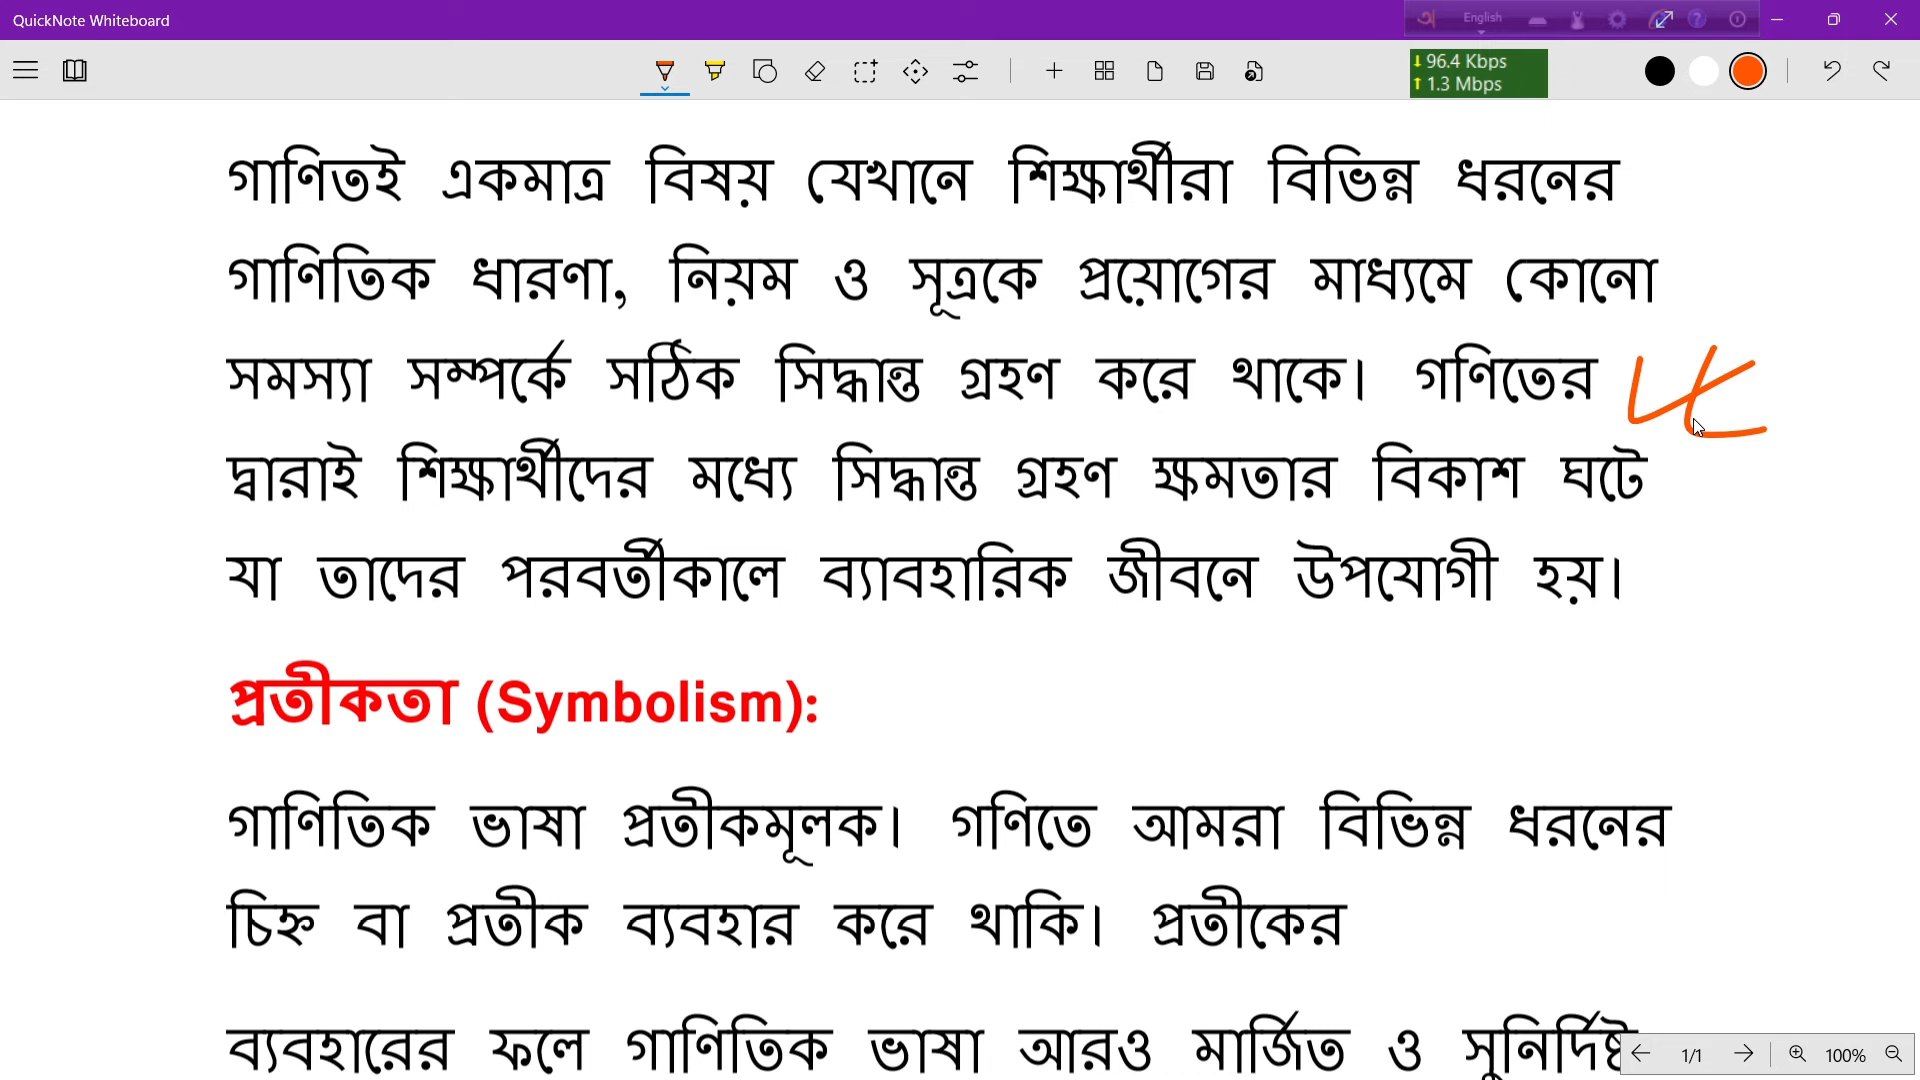 QuickNote Whiteboard
English
96.4 Kbps
1.3 Mbps
গাণিতই একমাত্র বিষয় যেখানে শিক্ষার্থীরা বিভিন্ন ধরনের
গাণিতিক ধারণা, নিয়ম ও সূত্রকে প্রয়োগের মাধ্যমে কোনো
সমস্যা সম্পর্কে সঠিক সিদ্ধান্ত গ্রহণ করে থাকে। গণিতের
দ্বারাই শিক্ষার্থীদের মধ্যে সিদ্ধান্ত গ্রহণ ক্ষমতার বিকাশ ঘটে
যা তাদের পরবর্তীকালে ব্যাবহারিক জীবনে উপযোগী হয়।
প্রতীকতা (Symbolism):
গাণিতিক ভাষা প্রতীকমূলক। গণিতে আমরা বিভিন্ন ধরনের
চিহ্ন বা প্রতীক ব্যবহার করে থাকি। প্রতীকের
ব্যবহারের ফলে গাণিতিক ভাষা আরও মার্জিত ও সুনির্দিষ্ট
1/1
100%